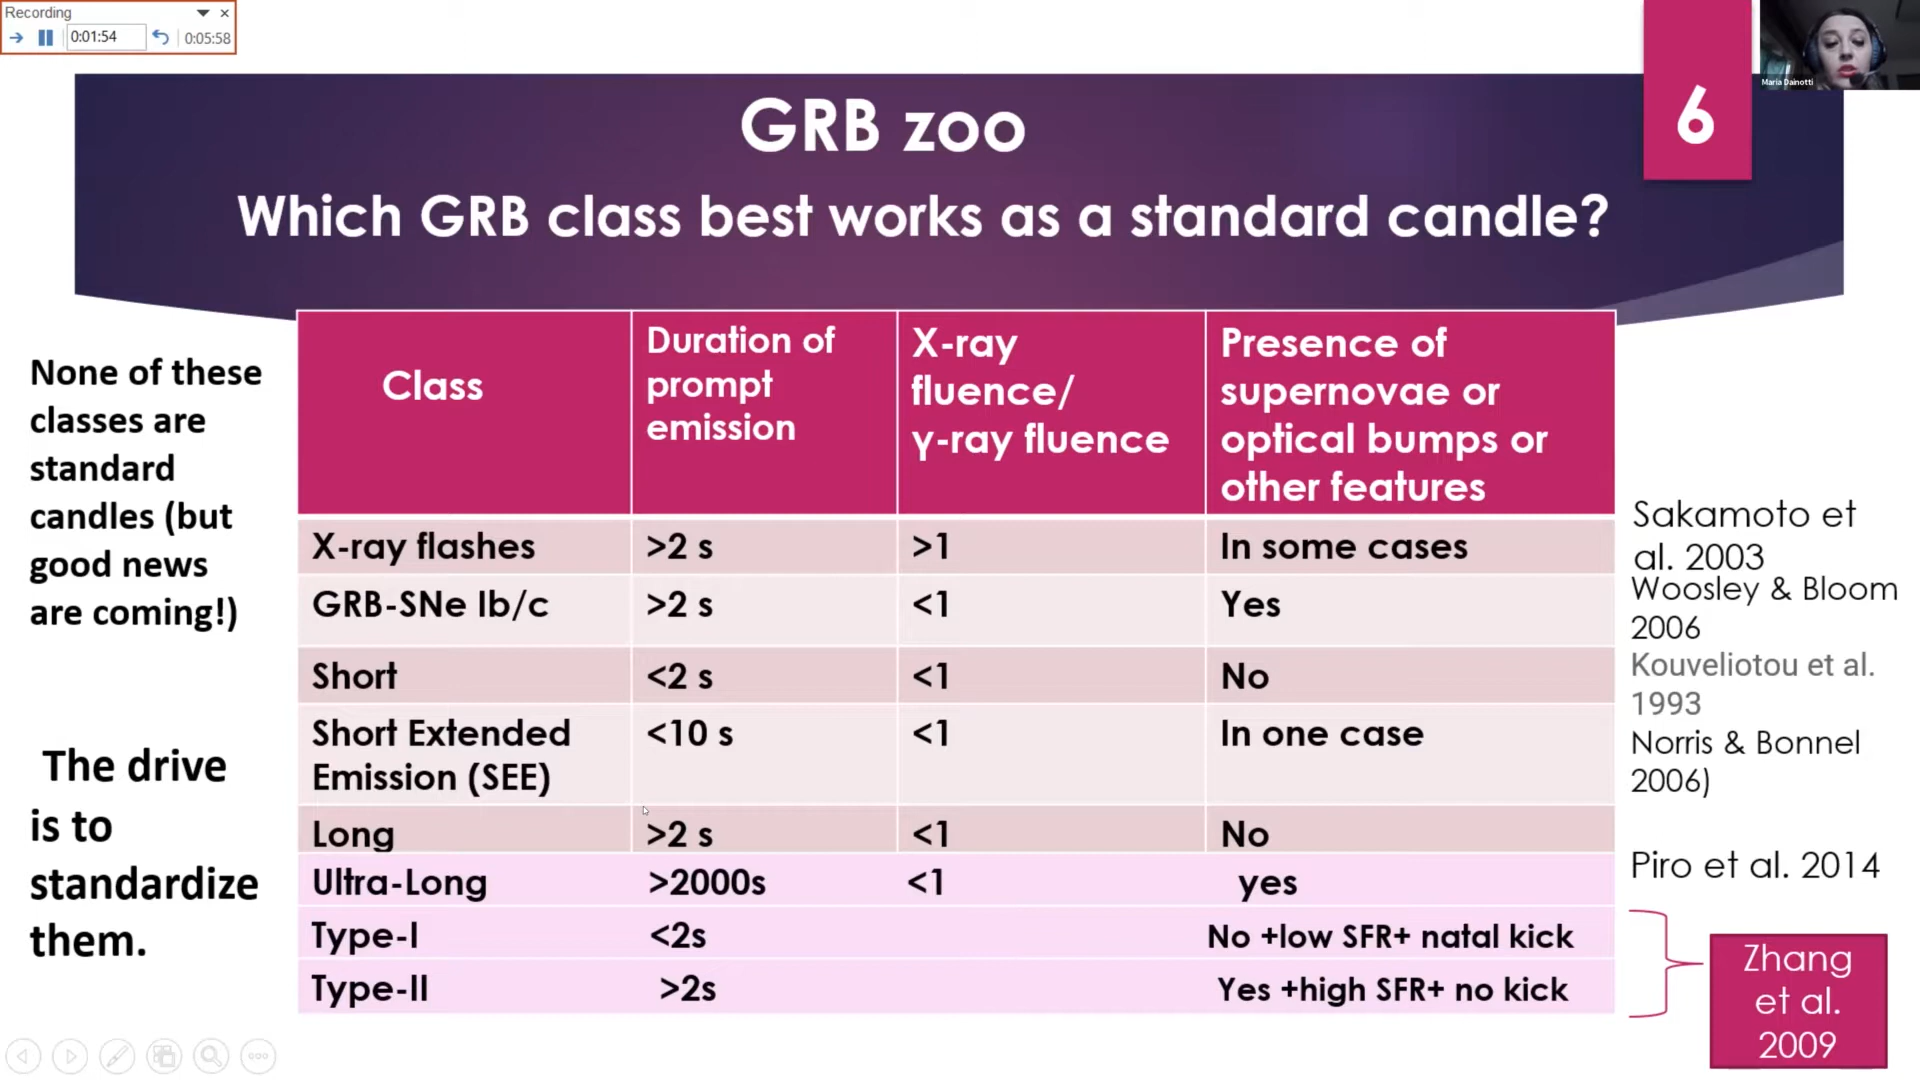 Recording
0:01:54
0:05:58
GRB zoo
Which GRB class best works as a standard candle?
6
Maria Dainotti
None of these
classes are
standard
candles (but
good news
are coming!)
The drive
is to
standardize
them.
Class
Duration of
prompt
emission
X-ray
fluence/
γ-ray fluence
Presence of
supernovae or
optical bumps or
other features
X-ray flashes >2 s >1 In some cases
GRB-SNe Ib/c >2 s <1 Yes
Short <2 s <1 No
Short Extended
Emission (SEE) <10 s <1 In one case
Long >2 s <1 No
Ultra-Long >2000s <1 yes
Type-I <2s No +low SFR+ natal kick
Type-II >2s Yes +high SFR+ no kick
Sakamoto et
al. 2003
Woosley & Bloom
2006
Kouveliotou et al.
1993
Norris & Bonnel
2006)
Piro et al. 2014
Zhang
et al.
2009